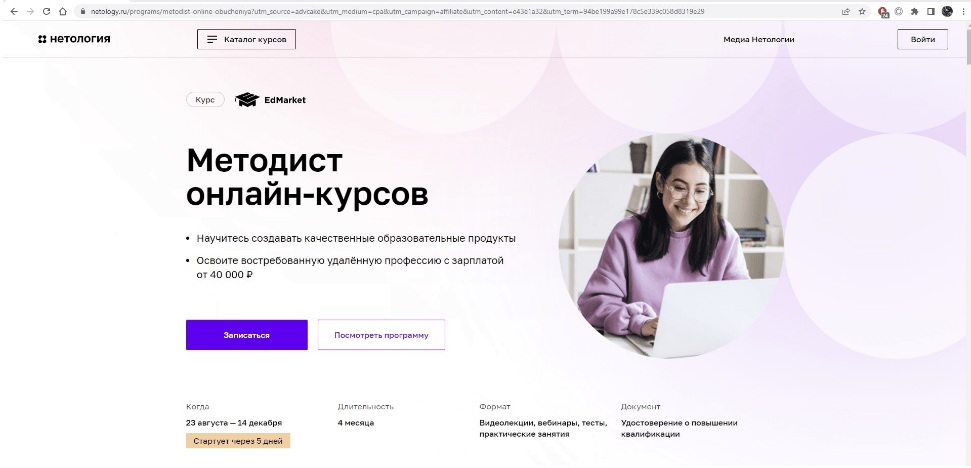 netology.ru/programs/metodist-online-obucheniya?utm_source=advcake&utm_medium=cpa&utm_campaign=affiliate&utm_content=o43e1a32&utm_term=94be199a99e178c5e339c058d8319e29
нетология
Каталог курсов
Медиа Нетологии
Войти
Курс
EdMarket
Методист
онлайн-курсов
• Научитесь создавать качественные образовательные продукты
• Освоите востребованную удалённую профессию с зарплатой
от 40 000 ₽
Записаться
Посмотреть программу
Когда
23 августа — 14 декабря
Стартует через 5 дней
Длительность
4 месяца
Формат
Видеолекции, вебинары, тесты,
практические занятия
Документ
Удостоверение о повышении
квалификации